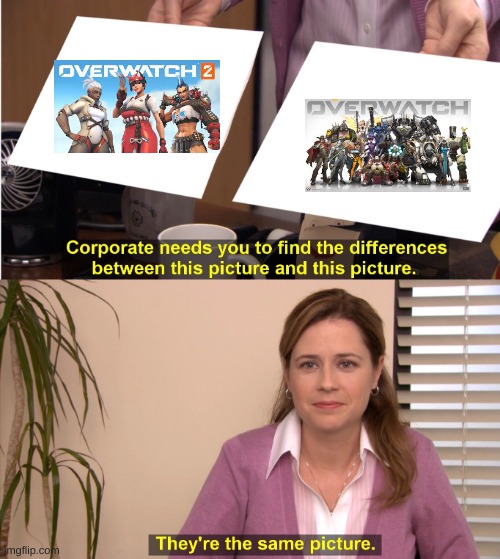 OVERWATCH 2
OVERWATCH
Corporate needs you to find the differences
between this picture and this picture.
They're the same picture.
imgflip.com